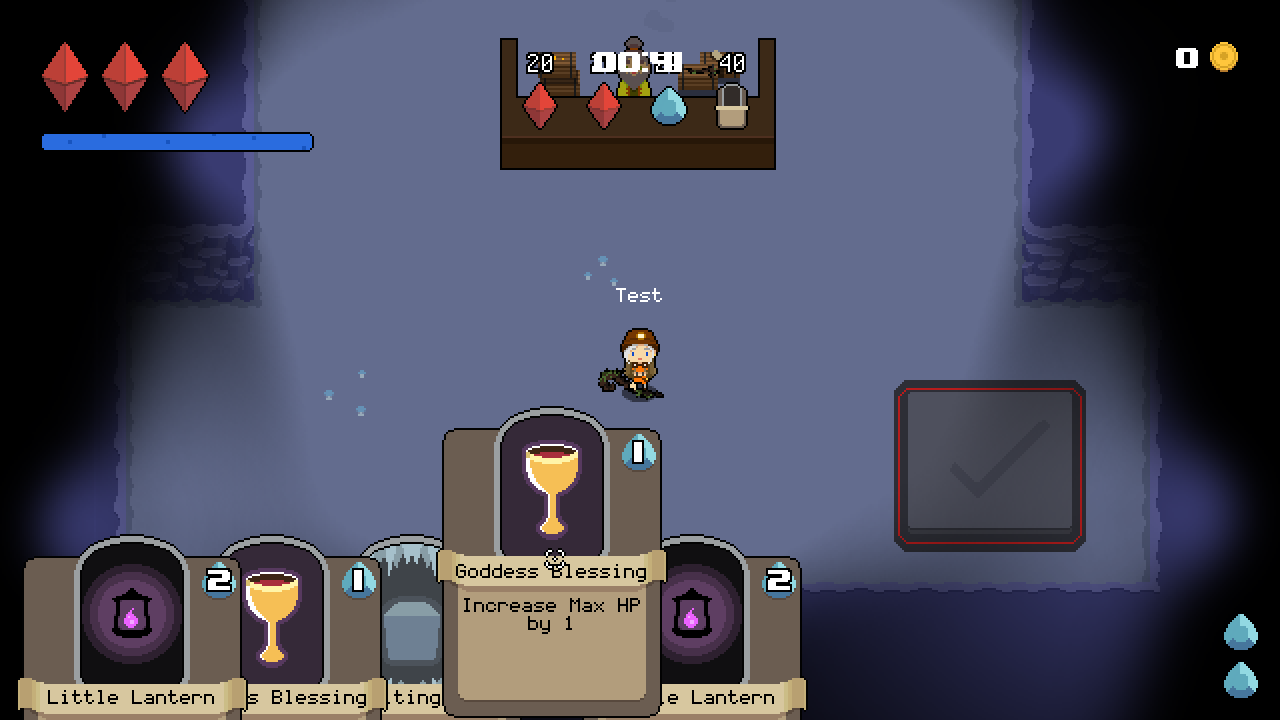 20
40
0
Test
1
Goddess Blessing
Increase Max HP
by 1
2
1
2
Little Lantern
s Blessing
ting
e Lantern